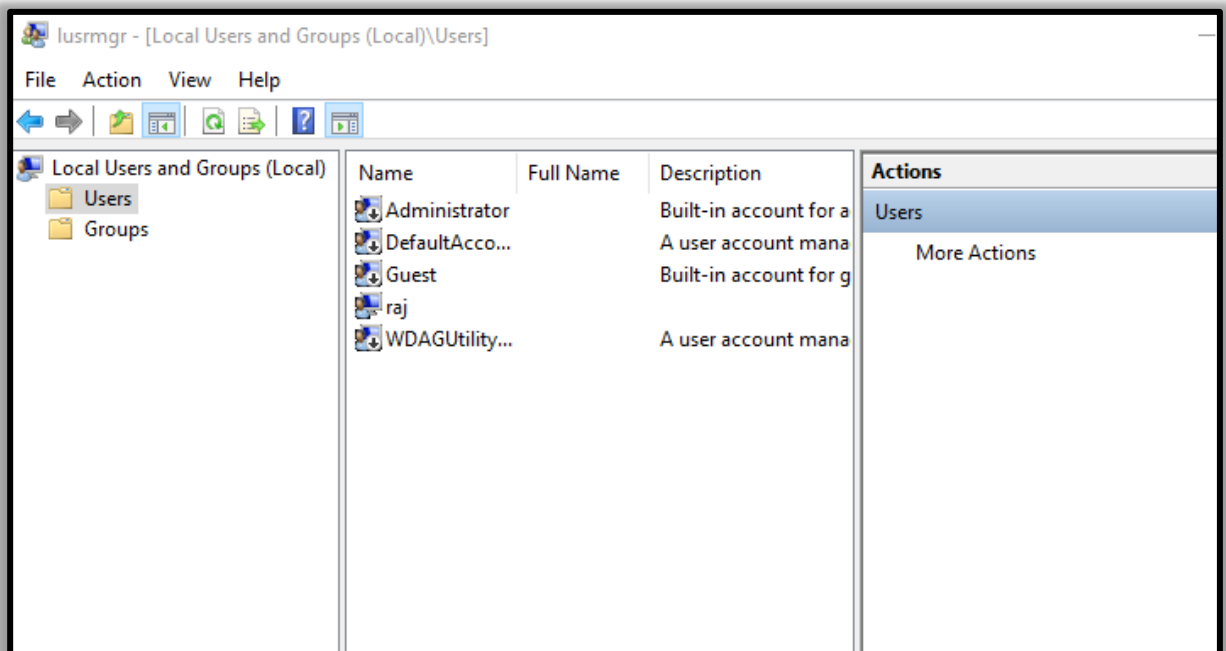 lusrmgr - [Local Users and Groups (Local)\Users]
File Action View Help
Local Users and Groups (Local)
Users
Groups
Name Full Name Description
Administrator Built-in account for a
DefaultAcco... A user account mana
Guest Built-in account for g
raj
WDAGUtility... A user account mana
Actions
Users
More Actions